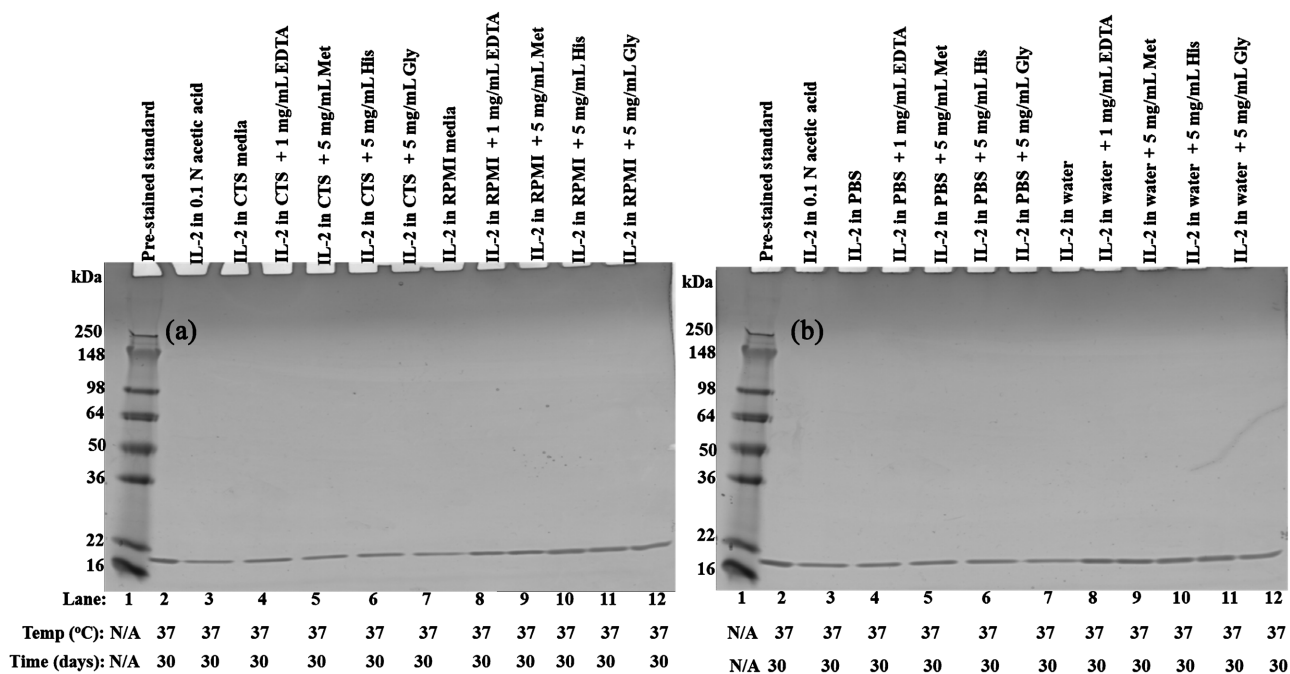 Pre-stained standard
IL-2 in 0.1 N acetic acid
IL-2 in CTS media
IL-2 in CTS + 1 mg/mL EDTA
IL-2 in CTS + 5 mg/mL Met
IL-2 in CTS + 5 mg/mL His
IL-2 in CTS + 5 mg/mL Gly
IL-2 in RPMI media
IL-2 in RPMI + 1 mg/mL EDTA
IL-2 in RPMI + 5 mg/mL Met
IL-2 in RPMI + 5 mg/mL His
IL-2 in RPMI + 5 mg/mL Gly
kDa
(a)
250
148
98
64
50
36
22
16
Lane: 1 2 3 4 5 6 7 8 9 10 11 12
Temp (°C): N/A 37 37 37 37 37 37 37 37 37 37 37
Time (days): N/A 30 30 30 30 30 30 30 30 30 30 30
Pre-stained standard
IL-2 in 0.1 N acetic acid
IL-2 in PBS
IL-2 in PBS + 1 mg/mL EDTA
IL-2 in PBS + 5 mg/mL Met
IL-2 in PBS + 5 mg/mL His
IL-2 in PBS + 5 mg/mL Gly
IL-2 in water
IL-2 in water + 1 mg/mL EDTA
IL-2 in water + 5 mg/mL Met
IL-2 in water + 5 mg/mL His
IL-2 in water + 5 mg/mL Gly
kDa
(b)
250
148
98
64
50
36
22
16
1 2 3 4 5 6 7 8 9 10 11 12
N/A 37 37 37 37 37 37 37 37 37 37 37
N/A 30 30 30 30 30 30 30 30 30 30 30